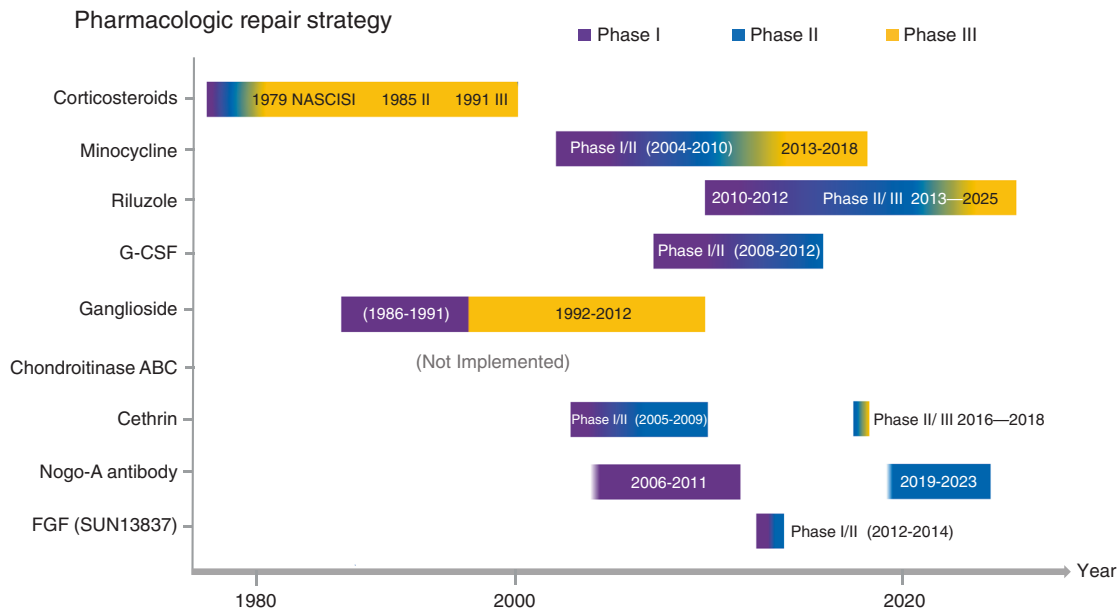 Pharmacologic repair strategy
Phase I
Phase II
Phase III
Corticosteroids
1979 NASCISI 1985 II 1991 III
Minocycline
Phase I/II (2004-2010) 2013-2018
Riluzole
2010-2012 Phase II/ III 2013—2025
G-CSF
Phase I/II (2008-2012)
Ganglioside
(1986-1991) 1992-2012
Chondroitinase ABC
(Not Implemented)
Cethrin
Phase I/II (2005-2009) Phase II/ III 2016—2018
Nogo-A antibody
2006-2011 2019-2023
FGF (SUN13837)
Phase I/II (2012-2014)
Year
1980 2000 2020